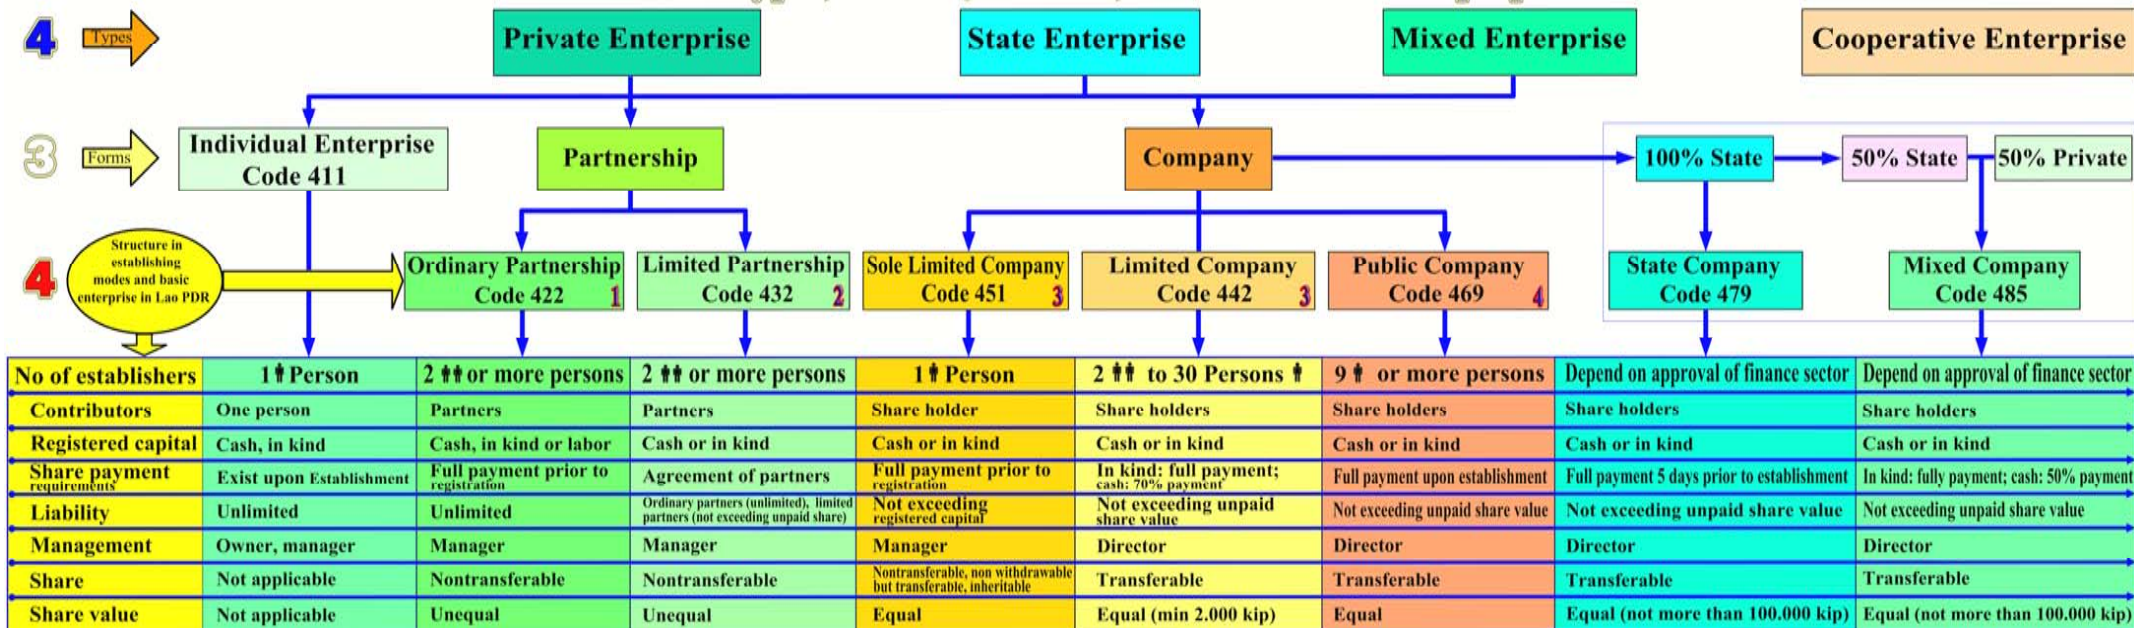 4 Types Private Enterprise State Enterprise Mixed Enterprise Cooperative Enterprise
3 Forms
Individual Enterprise
Code 411
Partnership
Company
100% State
50% State
50% Private
4
Structure in
establishing
modes and basic
enterprise in Lao PDR
Ordinary Partnership
Code 422 1
Limited Partnership
Code 432 2
Sole Limited Company
Code 451 3
Limited Company
Code 442 3
Public Company
Code 469 4
State Company
Code 479
Mixed Company
Code 485
No of establishers 1 Person 2 or more persons 2 or more persons 1 Person 2 to 30 Persons 9 or more persons Depend on approval of finance sector Depend on approval of finance sector
Contributors One person Partners Partners Share holder Share holders Share holders Share holders Share holders
Registered capital Cash, in kind Cash, in kind or labor Cash or in kind Cash or in kind Cash or in kind Cash or in kind Cash or in kind Cash or in kind
Share payment
requirements
Exist upon Establishment
Full payment prior to
registration
Agreement of partners
Full payment prior to
registration
In kind: full payment;
cash: 70% payment
Full payment upon establishment
Full payment 5 days prior to establishment
In kind: fully payment; cash: 50% payment
Liability
Unlimited
Unlimited
Ordinary partners (unlimited), limited
partners (not exceeding unpaid share)
Not exceeding
registered capital
Not exceeding unpaid
share value
Not exceeding unpaid share value
Not exceeding unpaid share value
Not exceeding unpaid share value
Management Owner, manager Manager Manager Manager Director Director Director Director
Share
Not applicable
Nontransferable
Nontransferable
Nontransferable, non withdrawable
but transferable, inheritable
Transferable
Transferable
Transferable
Transferable
Share value Not applicable Unequal Unequal Equal Equal (min 2.000 kip) Equal Equal (not more than 100.000 kip) Equal (not more than 100.000 kip)